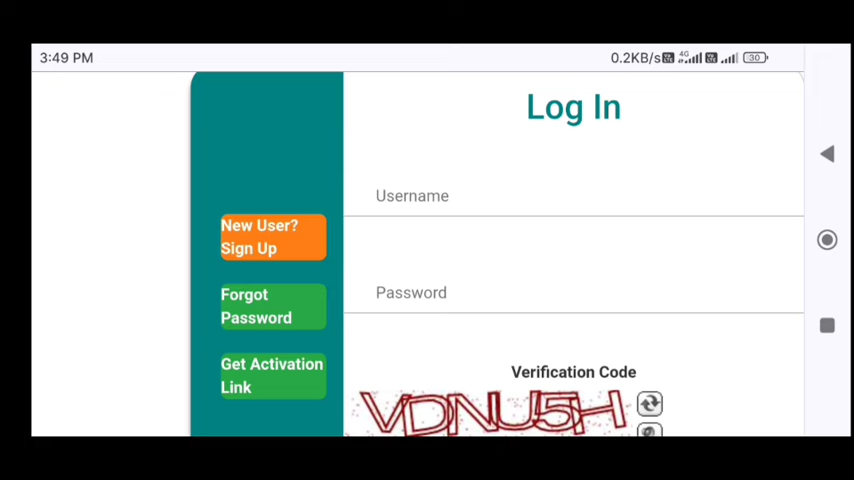 3:49 PM
0.2KB/s 4G 30
Log In
Username
New User?
Sign Up
Password
Forgot
Password
Get Activation
Link
Verification Code
VDNU5H